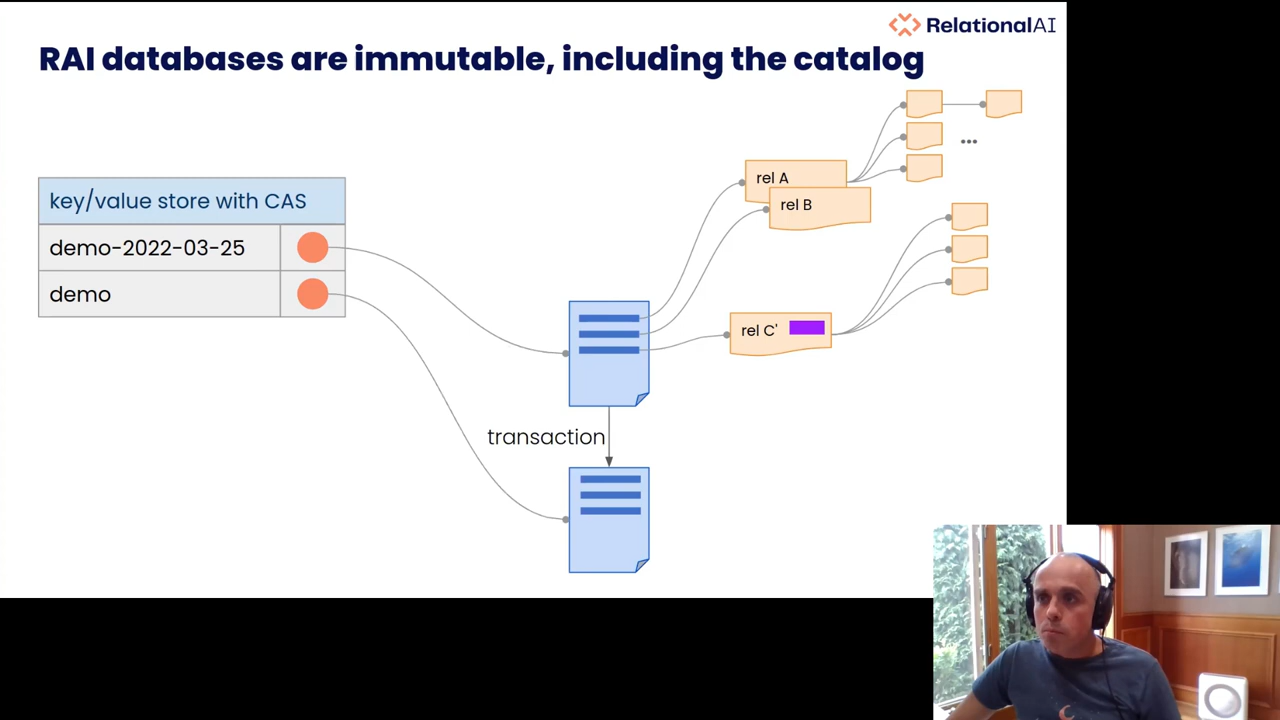 RelationalAI
RAI databases are immutable, including the catalog
key/value store with CAS
demo-2022-03-25
demo
rel A
rel B
rel C'
...
transaction